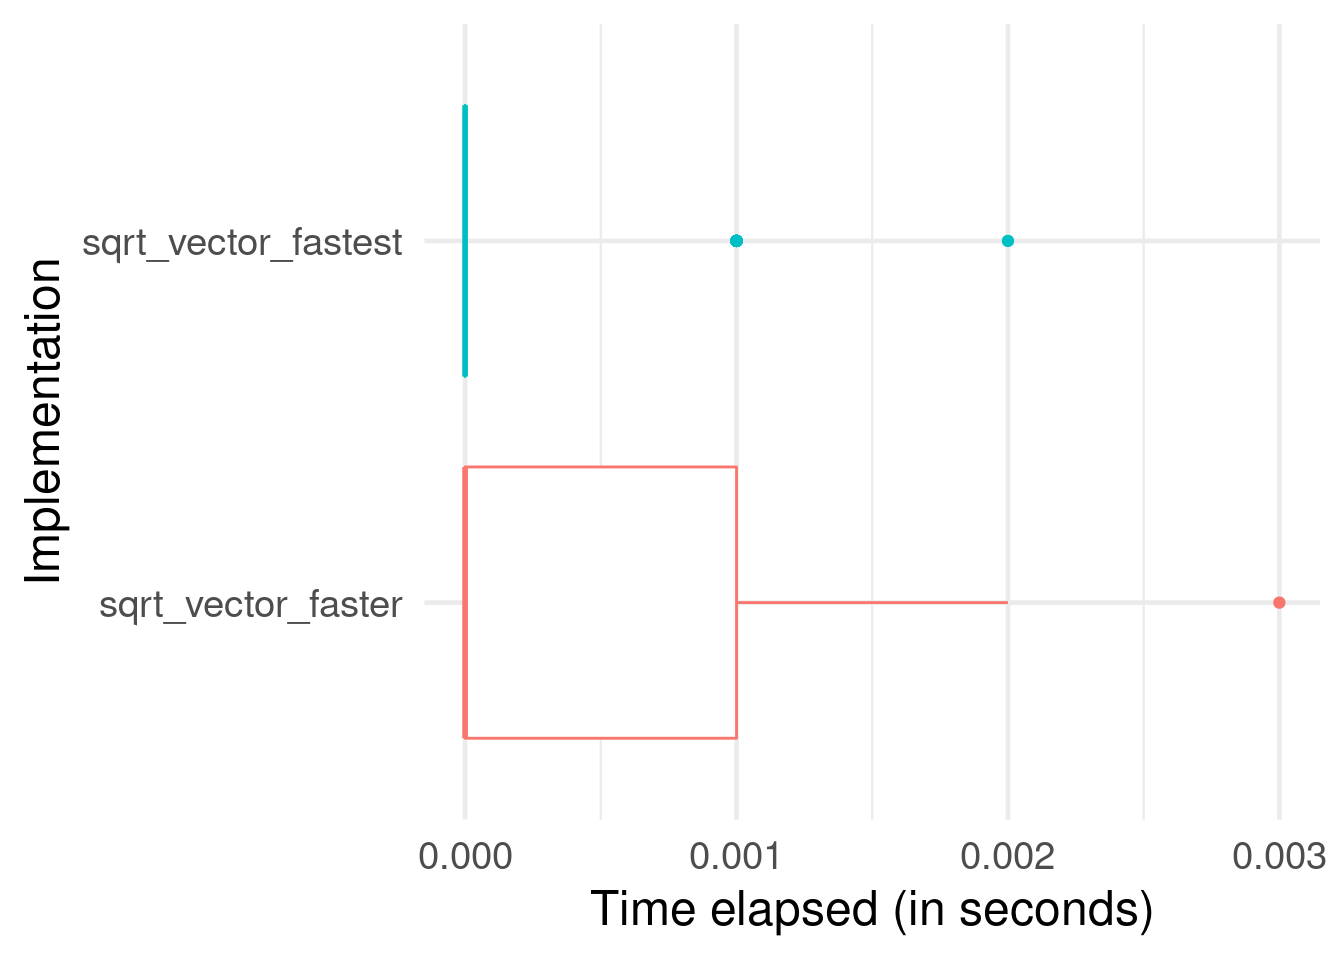 Implementation
sqrt_vector_fastest
sqrt_vector_faster
0.000 0.001 0.002 0.003
Time elapsed (in seconds)